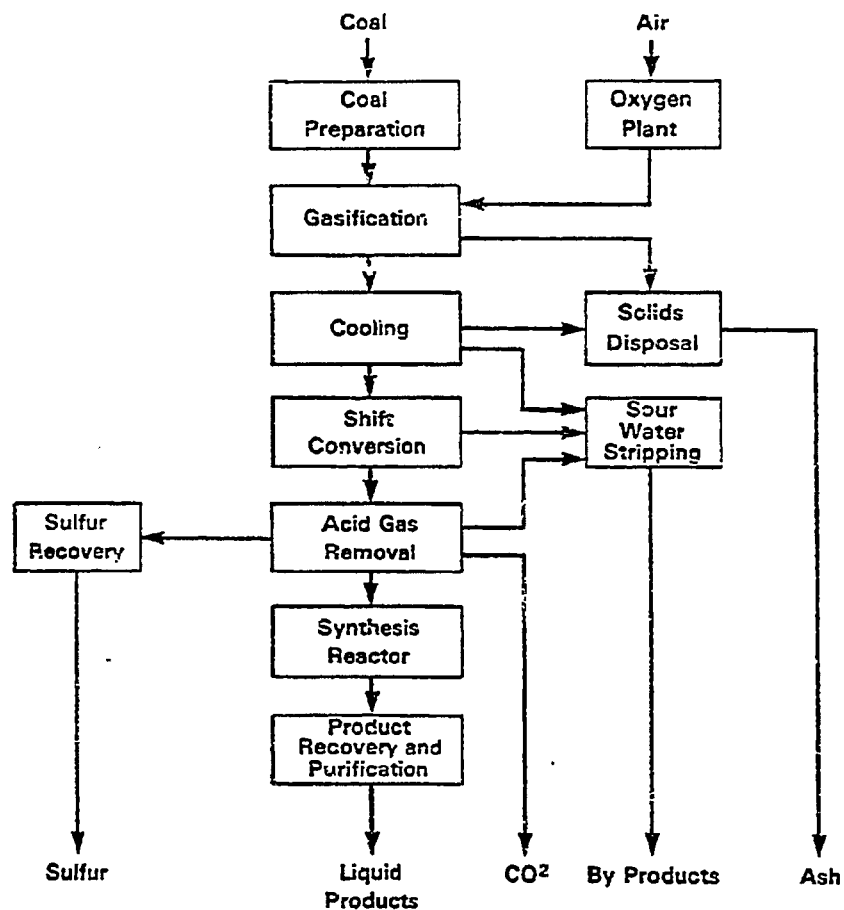 Coal
Air
Coal
Preparation
Oxygen
Plant
Gasification
Cooling
Solids
Disposal
Shift
Conversion
Sour
Water
Stripping
Sulfur
Recovery
Acid Gas
Removal
Synthesis
Reactor
Product
Recovery and
Purification
Sulfur
Liquid
Products
CO²
By Products
Ash